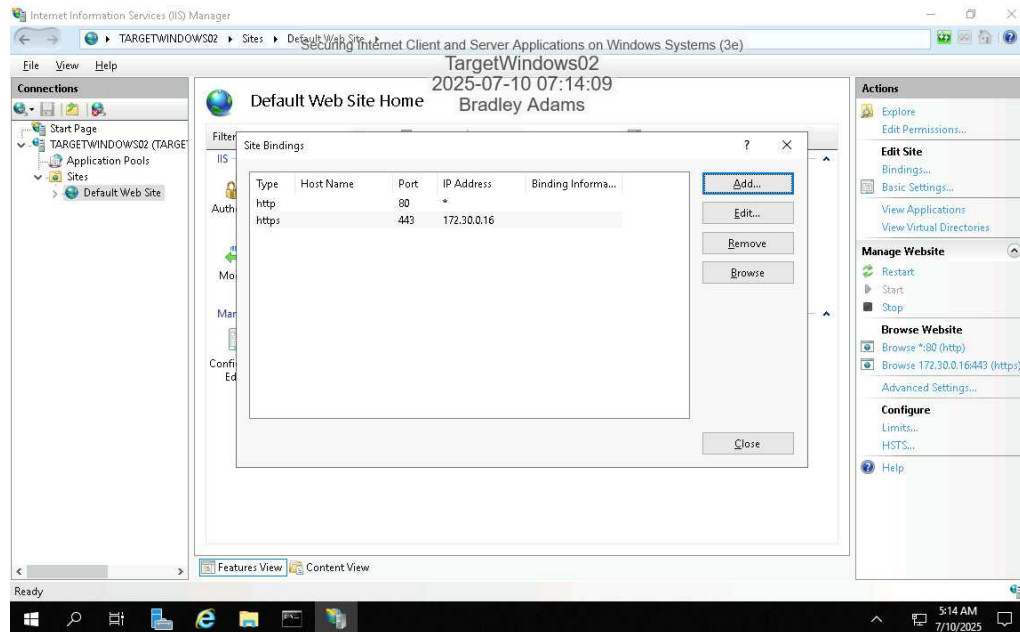 Internet Information Services (IIS) Manager
TARGETWINDOWS02 Sites Default Web Site
Securing Internet Client and Server Applications on Windows Systems (3e)
TargetWindows02
2025-07-10 07:14:09
Bradley Adams
File View Help
Connections
Start Page
TARGETWINDOWS02 (TARGE
Application Pools
Sites
Default Web Site
Default Web Site Home
Filter
IIS
Auth
Mo
Mar
Confi
Ed
Site Bindings
? ×
Type Host Name Port IP Address Binding Informa...
http 80 *
https 443 172.30.0.16
Add...
Edit...
Remove
Browse
Close
Features View Content View
Actions
Explore
Edit Permissions...
Edit Site
Bindings...
Basic Settings...
View Applications
View Virtual Directories
Manage Website
Restart
Start
Stop
Browse Website
Browse *:80 (http)
Browse 172.30.0.16:443 (https)
Advanced Settings...
Configure
Limits...
HSTS...
Help
Ready
5:14 AM
7/10/2025